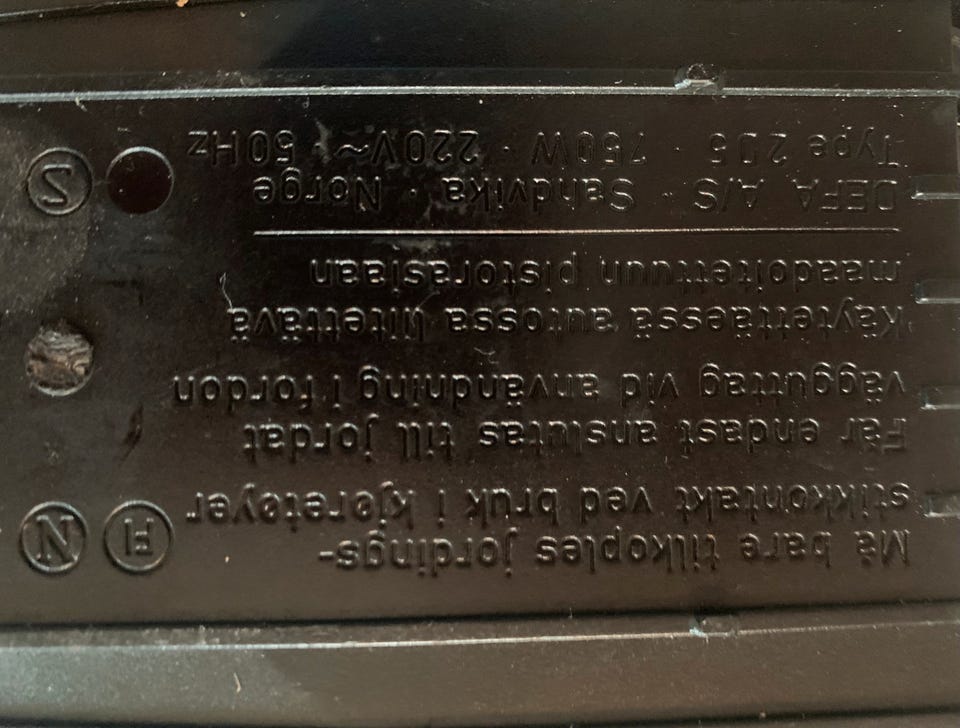 Må bare tilkoples jordings-
stikkontakt ved bruk i kjøretøyer
FI N
Får endast anslutas till jordat
vägguttag vid användning i fordon
Käytettäessä autossa liitettävä
maadoitettuun pistorasiaan
DEFA A/S · Sandvika · Norge
Type 205 · 750W · 220V~ · 50Hz
S